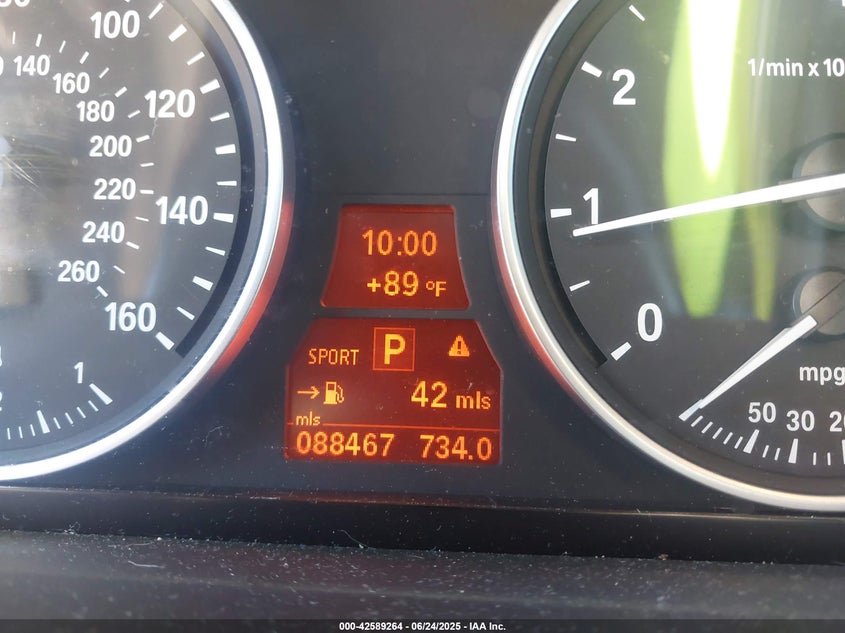 100
120
140
160
140
160
180
200
220
240
260
1
2
1/min x 10
2
1
0
mpg
50 30 20
10:00
+89 °F
SPORT P
→ 42 mls
mls
088467 734.0
000-42589264 / 06/24/2025 - IAA Inc.